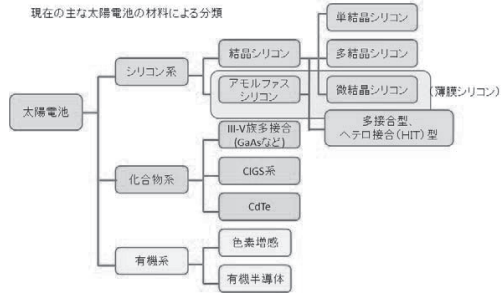 現在の主な太陽電池の材料による分類
太陽電池
シリコン系
結晶シリコン
単結晶シリコン
多結晶シリコン
アモルファス
シリコン
微結晶シリコン
(薄膜シリコン)
多接合型、
ヘテロ接合(HIT)型
化合物系
III-V族多接合
(GaAsなど)
CIGS系
CdTe
有機系
色素増感
有機半導体